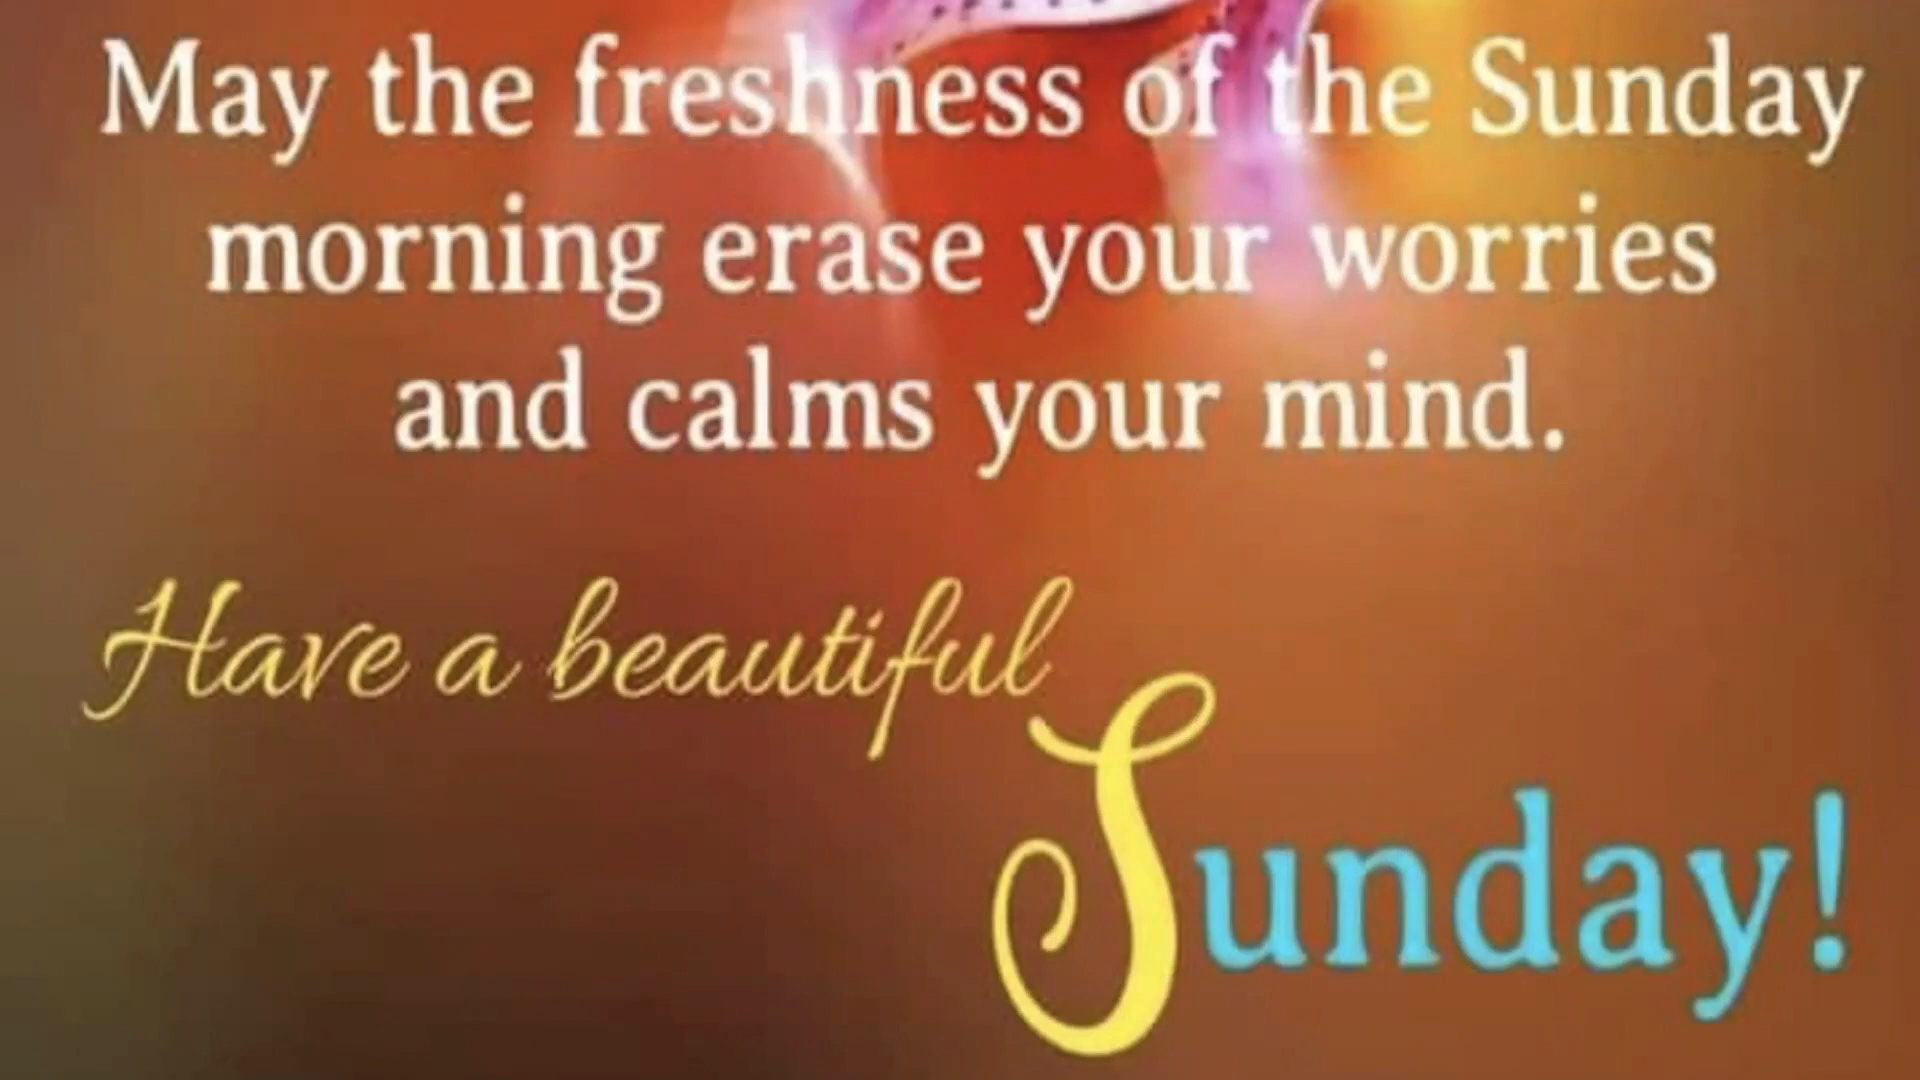 May the freshness of the Sunday
morning erase your worries
and calms your mind.
Have a beautiful
Sunday!